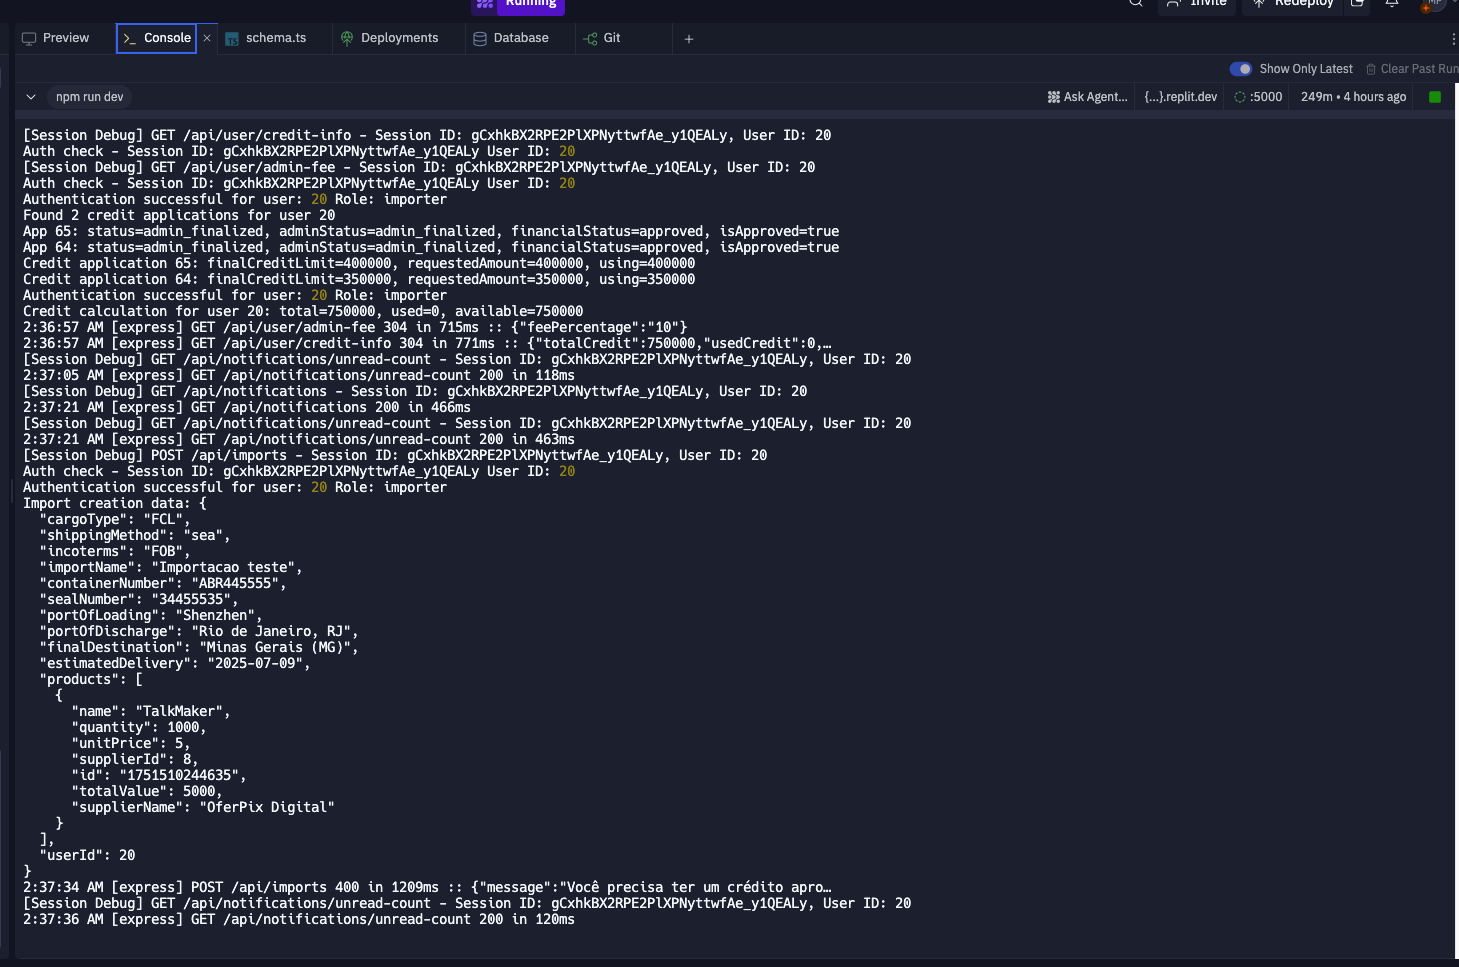 Running
Invite
Redeploy
MP
Preview
Console
×
TS schema.ts
Deployments
Database
Git
+
Show Only Latest
Clear Past Run
npm run dev
Ask Agent...
{...}.replit.dev
:5000
249m • 4 hours ago
[Session Debug] GET /api/user/credit-info - Session ID: gCxhkBX2RPE2PlXPNyttwfAe_y1QEALy, User ID: 20
Auth check - Session ID: gCxhkBX2RPE2PlXPNyttwfAe_y1QEALy User ID: 20
[Session Debug] GET /api/user/admin-fee - Session ID: gCxhkBX2RPE2PlXPNyttwfAe_y1QEALy, User ID: 20
Auth check - Session ID: gCxhkBX2RPE2PlXPNyttwfAe_y1QEALy User ID: 20
Authentication successful for user: 20 Role: importer
Found 2 credit applications for user 20
App 65: status=admin_finalized, adminStatus=admin_finalized, financialStatus=approved, isApproved=true
App 64: status=admin_finalized, adminStatus=admin_finalized, financialStatus=approved, isApproved=true
Credit application 65: finalCreditLimit=400000, requestedAmount=400000, using=400000
Credit application 64: finalCreditLimit=350000, requestedAmount=350000, using=350000
Authentication successful for user: 20 Role: importer
Credit calculation for user 20: total=750000, used=0, available=750000
2:36:57 AM [express] GET /api/user/admin-fee 304 in 715ms :: {"feePercentage":"10"}
2:36:57 AM [express] GET /api/user/credit-info 304 in 771ms :: {"totalCredit":750000,"usedCredit":0,…
[Session Debug] GET /api/notifications/unread-count - Session ID: gCxhkBX2RPE2PlXPNyttwfAe_y1QEALy, User ID: 20
2:37:05 AM [express] GET /api/notifications/unread-count 200 in 118ms
[Session Debug] GET /api/notifications - Session ID: gCxhkBX2RPE2PlXPNyttwfAe_y1QEALy, User ID: 20
2:37:21 AM [express] GET /api/notifications 200 in 466ms
[Session Debug] GET /api/notifications/unread-count - Session ID: gCxhkBX2RPE2PlXPNyttwfAe_y1QEALy, User ID: 20
2:37:21 AM [express] GET /api/notifications/unread-count 200 in 463ms
[Session Debug] POST /api/imports - Session ID: gCxhkBX2RPE2PlXPNyttwfAe_y1QEALy, User ID: 20
Auth check - Session ID: gCxhkBX2RPE2PlXPNyttwfAe_y1QEALy User ID: 20
Authentication successful for user: 20 Role: importer
Import creation data: {
"cargoType": "FCL",
"shippingMethod": "sea",
"incoterms": "FOB",
"importName": "Importacao teste",
"containerNumber": "ABR445555",
"sealNumber": "34455535",
"portOfLoading": "Shenzhen",
"portOfDischarge": "Rio de Janeiro, RJ",
"finalDestination": "Minas Gerais (MG)",
"estimatedDelivery": "2025-07-09",
"products": [
{
"name": "TalkMaker",
"quantity": 1000,
"unitPrice": 5,
"supplierId": 8,
"id": "1751510244635",
"totalValue": 5000,
"supplierName": "OferPix Digital"
}
],
"userId": 20
}
2:37:34 AM [express] POST /api/imports 400 in 1209ms :: {"message":"Você precisa ter um crédito apro…
[Session Debug] GET /api/notifications/unread-count - Session ID: gCxhkBX2RPE2PlXPNyttwfAe_y1QEALy, User ID: 20
2:37:36 AM [express] GET /api/notifications/unread-count 200 in 120ms